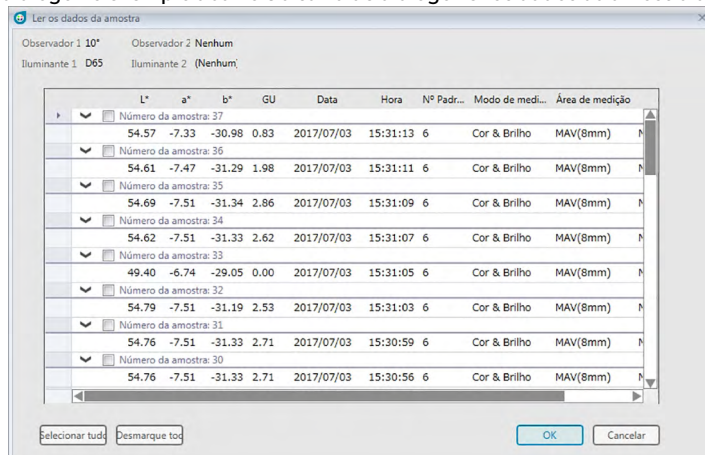 Ler os dados da amostra
Observador 1 10° Observador 2 Nenhum
Iluminante 1 D65 Iluminante 2 (Nenhum)
L* a* b* GU Data Hora Nº Padr... Modo de medi... Área de medição
Número da amostra: 37
54.57 -7.33 -30.98 0.83 2017/07/03 15:31:13 6 Cor & Brilho MAV(8mm)
Número da amostra: 36
54.61 -7.47 -31.29 1.98 2017/07/03 15:31:11 6 Cor & Brilho MAV(8mm)
Número da amostra: 35
54.69 -7.51 -31.34 2.86 2017/07/03 15:31:09 6 Cor & Brilho MAV(8mm)
Número da amostra: 34
54.62 -7.51 -31.33 2.62 2017/07/03 15:31:07 6 Cor & Brilho MAV(8mm)
Número da amostra: 33
49.40 -6.74 -29.05 0.00 2017/07/03 15:31:05 6 Cor & Brilho MAV(8mm)
Número da amostra: 32
54.79 -7.51 -31.19 2.53 2017/07/03 15:31:03 6 Cor & Brilho MAV(8mm)
Número da amostra: 31
54.76 -7.51 -31.33 2.71 2017/07/03 15:30:59 6 Cor & Brilho MAV(8mm)
Número da amostra: 30
54.76 -7.51 -31.33 2.71 2017/07/03 15:30:56 6 Cor & Brilho MAV(8mm)
Selecionar tudo Desmarque toc OK Cancelar